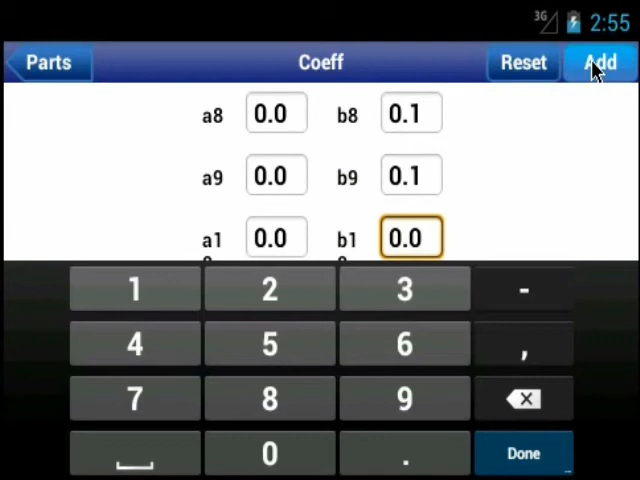 3G 2:55
Parts Coeff Reset Add
a8 0.0 b8 0.1
a9 0.0 b9 0.1
a1 0.0 b1 0.0
1 2 3 -
4 5 6 ,
7 8 9
0 .
Done